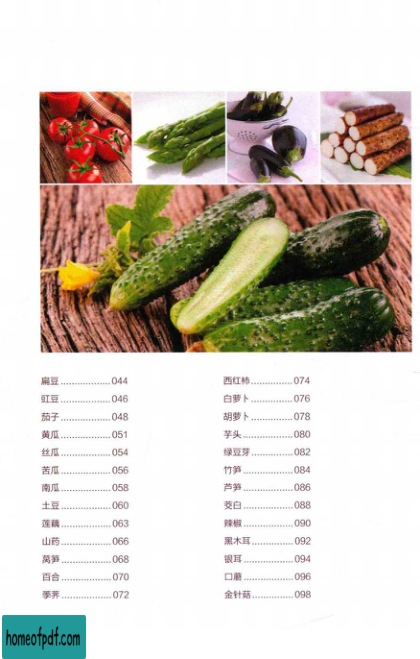 扁豆..................044
豇豆..................046
茄子..................048
黄瓜..................051
丝瓜..................054
苦瓜..................056
南瓜..................058
土豆..................060
莲藕..................063
山药..................066
莴笋..................068
百合..................070
荸荠..................072
西红柿...............074
白萝卜...............076
胡萝卜...............078
芋头..................080
绿豆芽...............082
竹笋..................084
芦笋..................086
茭白..................088
辣椒..................090
黑木耳...............092
银耳..................094
口蘑..................096
金针菇...............098
homeofpdf.com